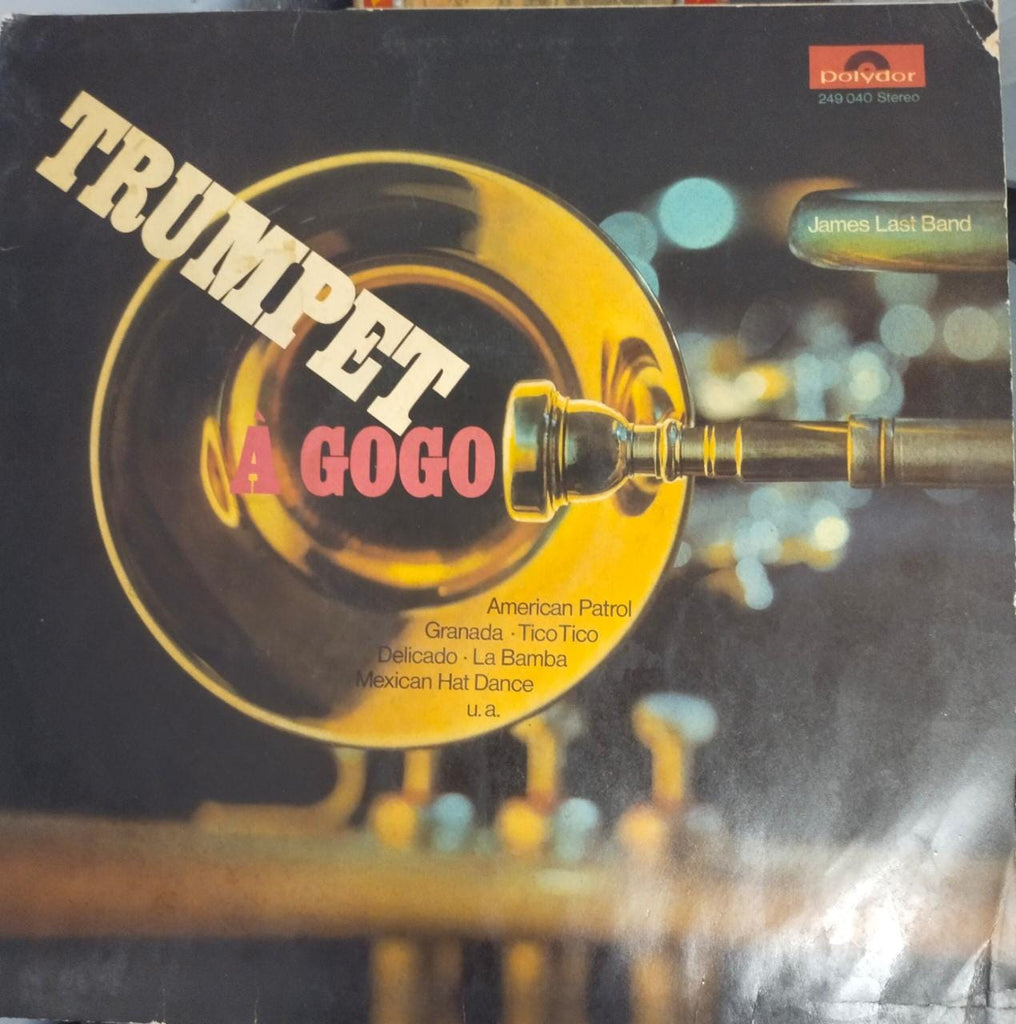 polydor
249 040 Stereo
TRUMPET
À GOGO
James Last Band
American Patrol
Granada · Tico Tico
Delicado · La Bamba
Mexican Hat Dance
u. a.